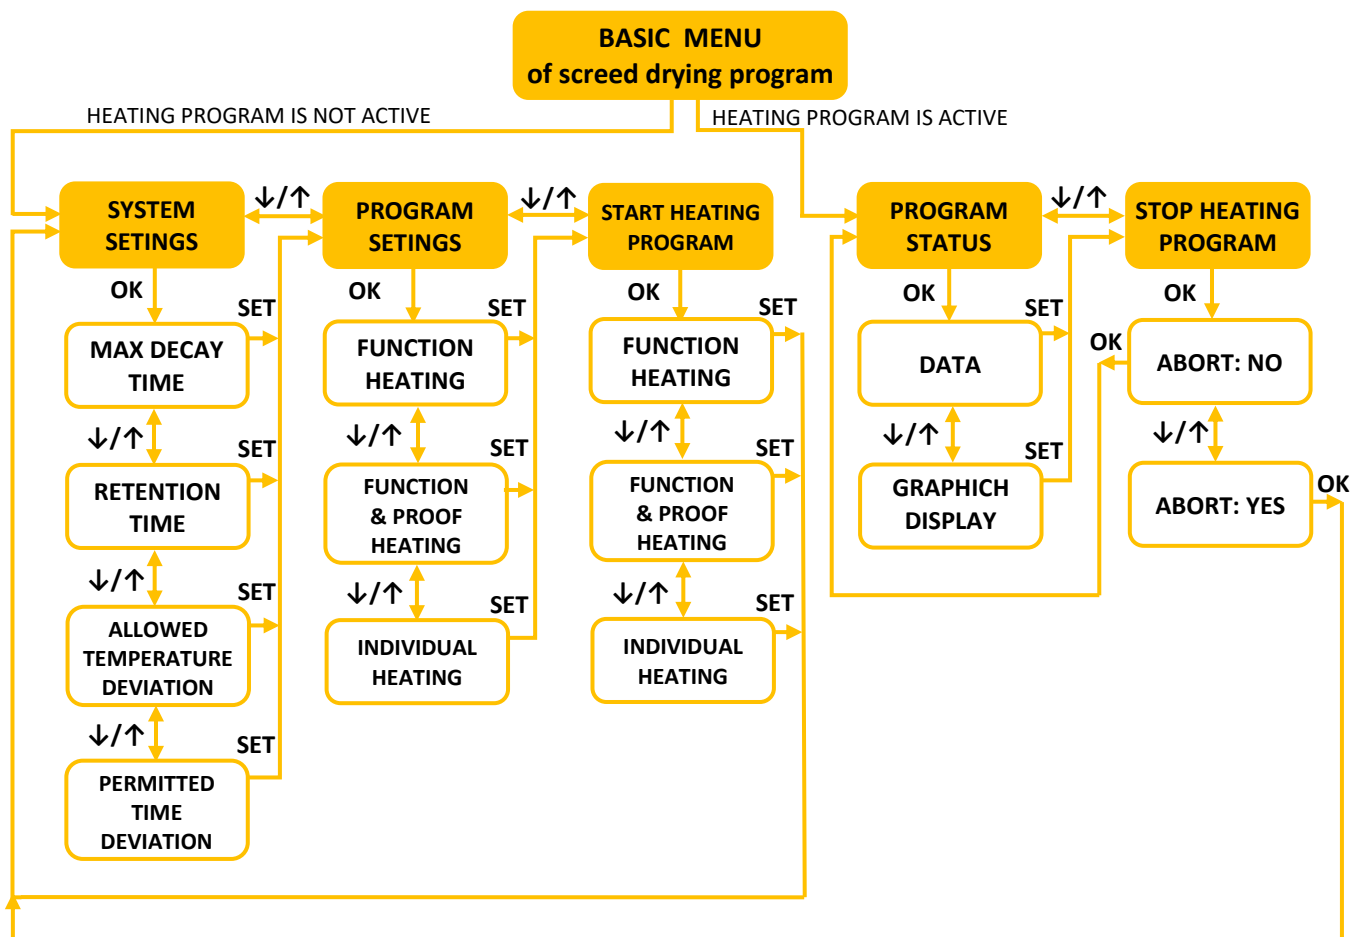 BASIC MENU
of screed drying program
HEATING PROGRAM IS NOT ACTIVE
HEATING PROGRAM IS ACTIVE
SYSTEM
SETINGS
↓/↑
PROGRAM
SETINGS
↓/↑
START HEATING
PROGRAM
PROGRAM
STATUS
↓/↑
STOP HEATING
PROGRAM
OK
SET
OK
SET
OK
SET
OK
SET
OK
OK
MAX DECAY
TIME
FUNCTION
HEATING
FUNCTION
HEATING
DATA
ABORT: NO
↓/↑
SET
↓/↑
SET
↓/↑
SET
↓/↑
SET
↓/↑
OK
RETENTION
TIME
FUNCTION
& PROOF
HEATING
FUNCTION
& PROOF
HEATING
GRAPHICH
DISPLAY
ABORT: YES
↓/↑
SET
↓/↑
SET
↓/↑
SET
ALLOWED
TEMPERATURE
DEVIATION
INDIVIDUAL
HEATING
INDIVIDUAL
HEATING
↓/↑
SET
PERMITTED
TIME
DEVIATION